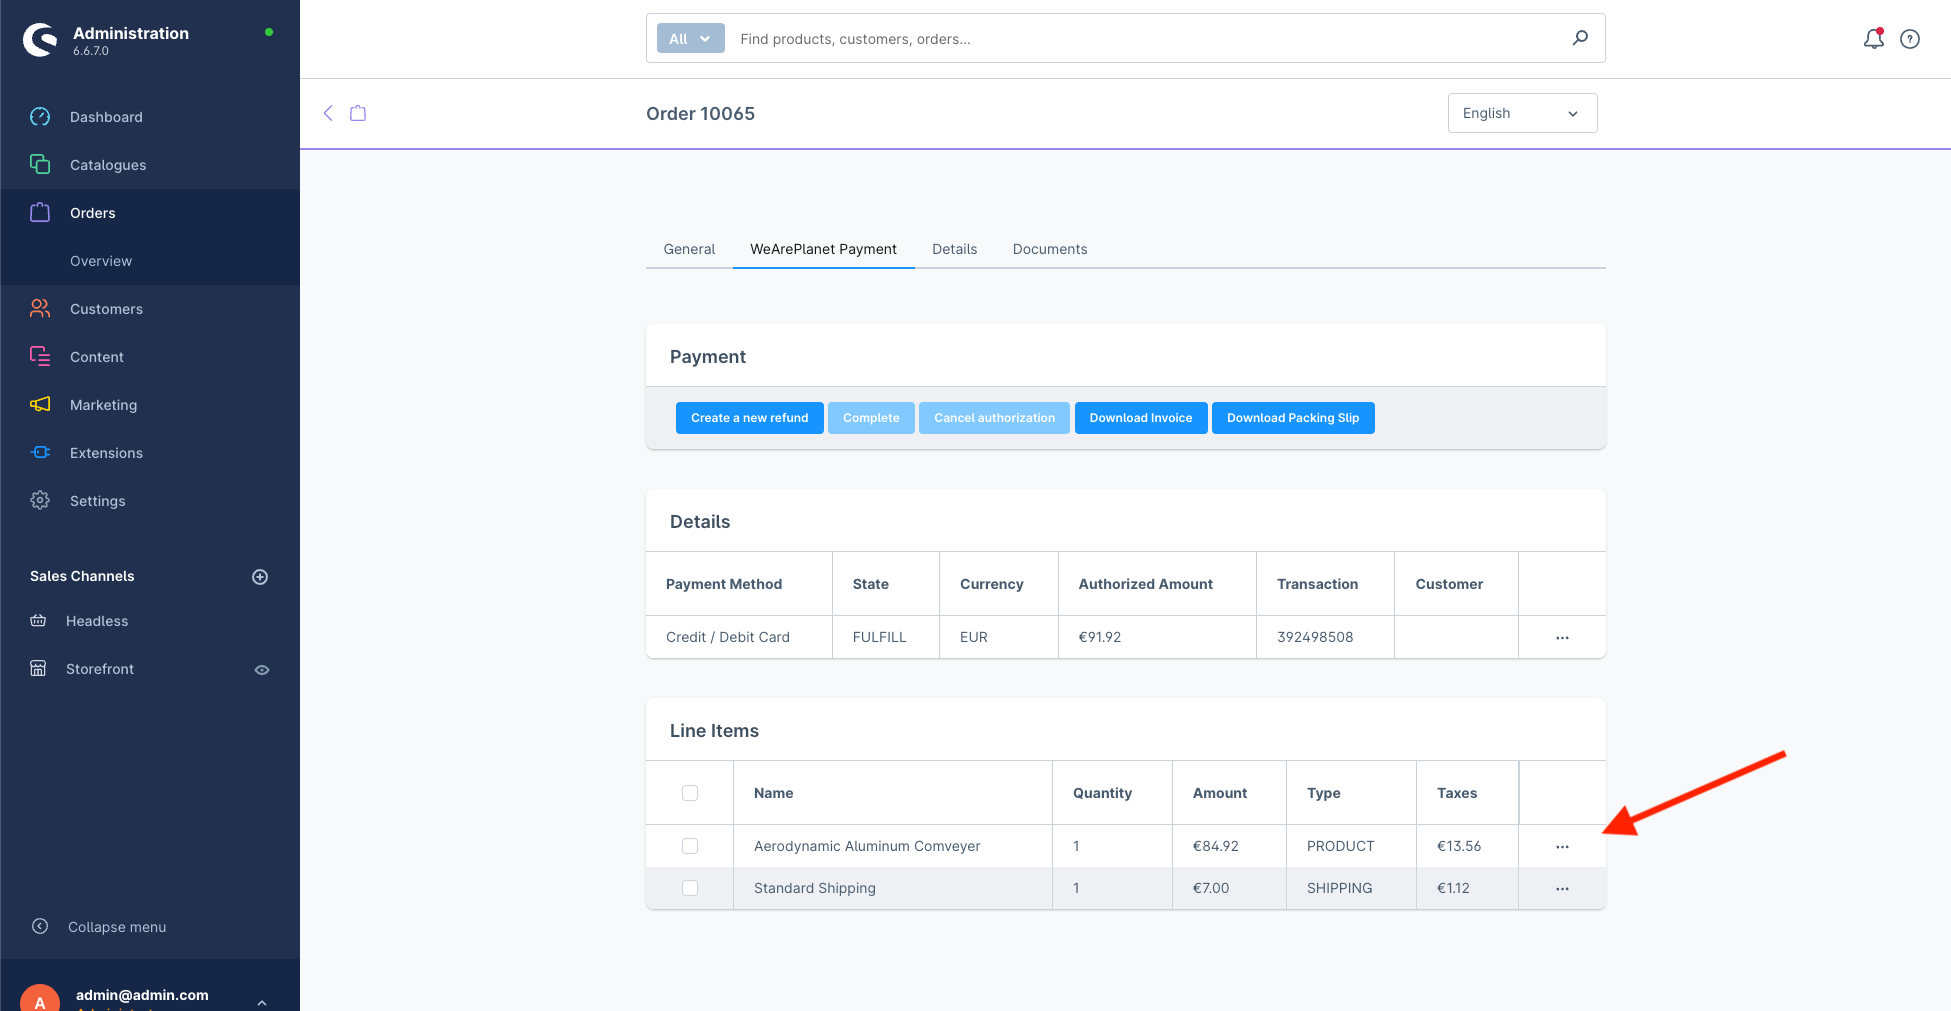 Administration
6.6.7.0
All
Find products, customers, orders...
Dashboard
Catalogues
Orders
Overview
Customers
Content
Marketing
Extensions
Settings
Sales Channels
Headless
Storefront
Collapse menu
A
admin@admin.com
Order 10065
English
General WeArePlanet Payment Details Documents
Payment
Create a new refund Complete Cancel authorization Download Invoice Download Packing Slip
Details
Payment Method State Currency Authorized Amount Transaction Customer
Credit / Debit Card FULFILL EUR €91.92 392498508
Line Items
Name Quantity Amount Type Taxes
Aerodynamic Aluminum Comveyer 1 €84.92 PRODUCT €13.56
Standard Shipping 1 €7.00 SHIPPING €1.12